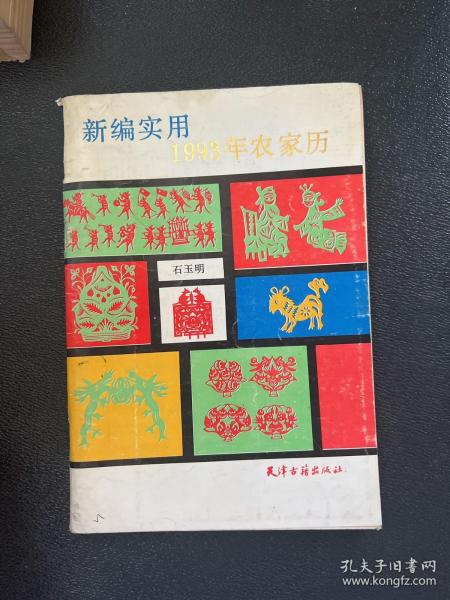 新编实用
1993年农家历
石玉明
天津古籍出版社
孔夫子旧书网
www.kongfz.com